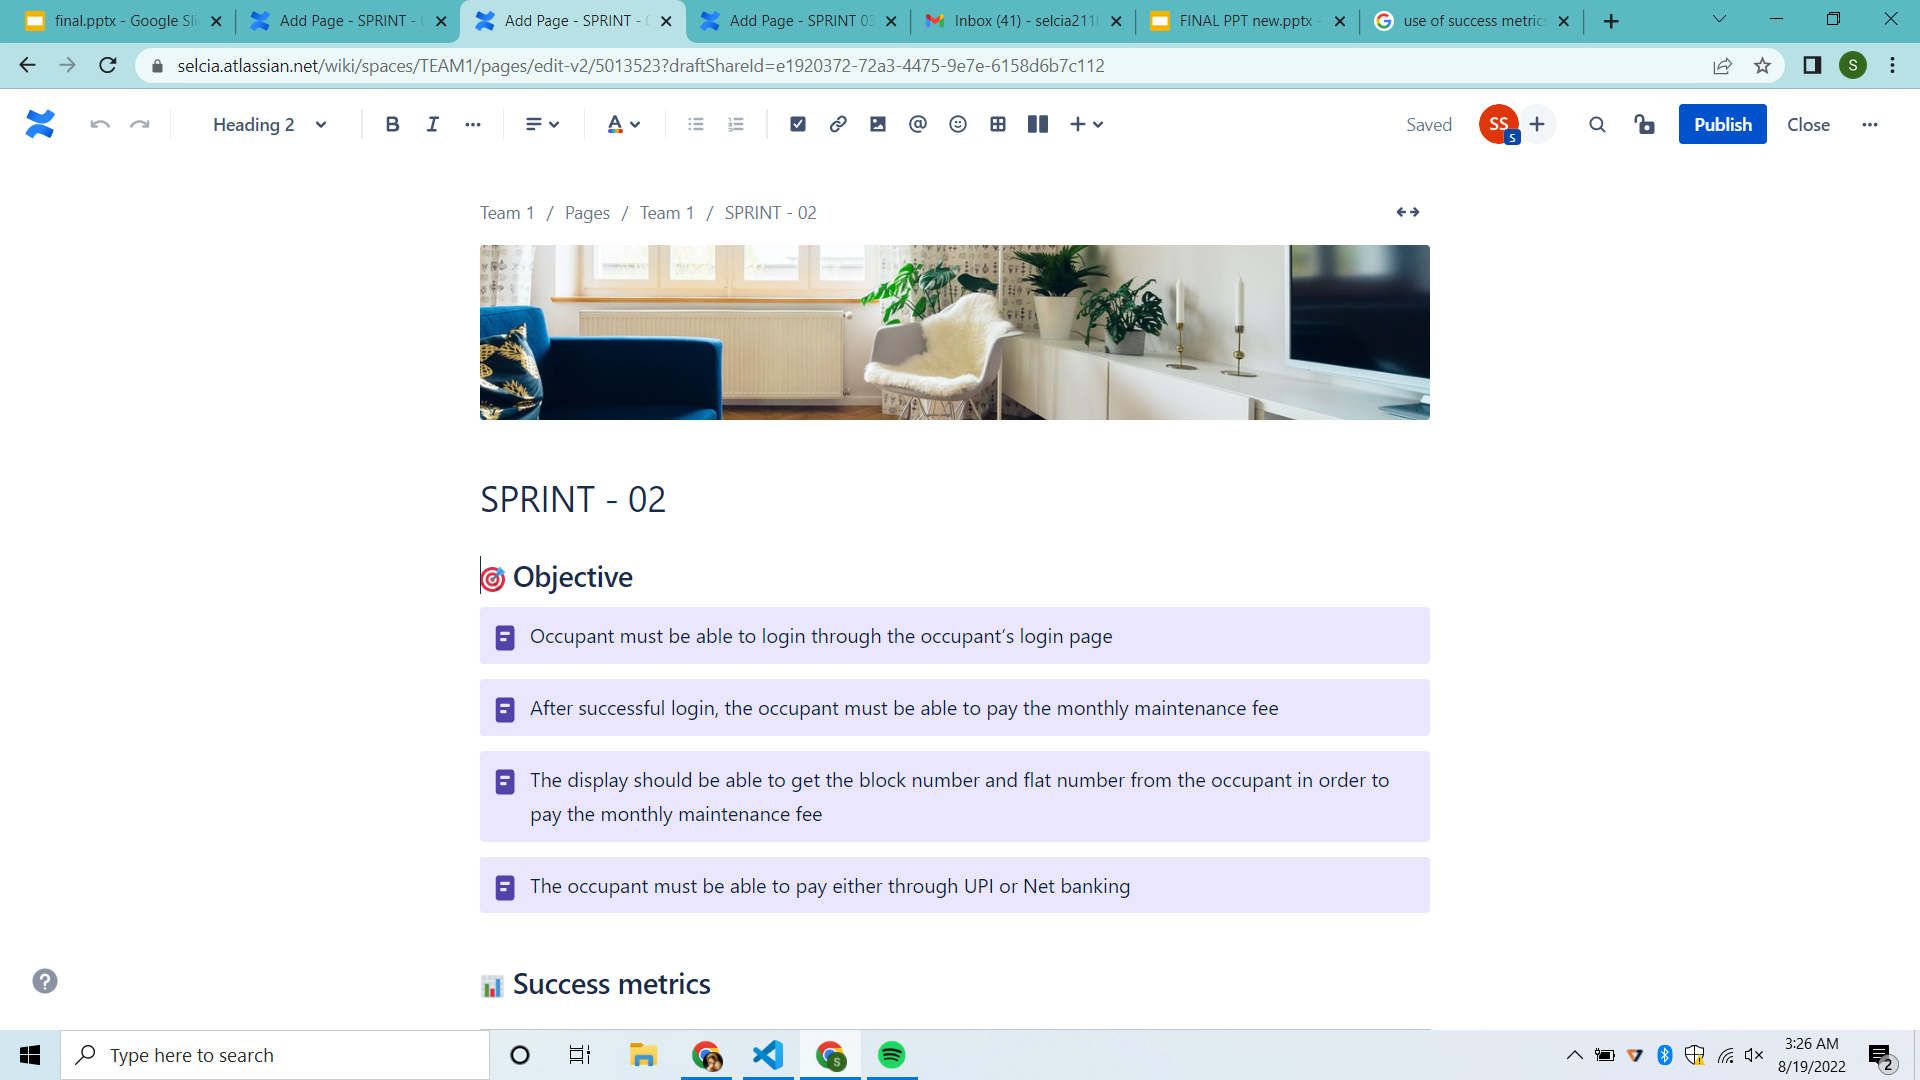 final.pptx - Google Sli
Add Page - SPRINT -
Add Page - SPRINT -
Add Page - SPRINT 03
Inbox (41) - selcia211
FINAL PPT new.pptx -
use of success metric
selcia.atlassian.net/wiki/spaces/TEAM1/pages/edit-v2/5013523?draftShareId=e1920372-72a3-4475-9e7e-6158d6b7c112
S
Heading 2
B I
A
Saved
SS
S
Publish
Close
Team 1 / Pages / Team 1 / SPRINT - 02
SPRINT - 02
Objective
Occupant must be able to login through the occupant’s login page
After successful login, the occupant must be able to pay the monthly maintenance fee
The display should be able to get the block number and flat number from the occupant in order to
pay the monthly maintenance fee
The occupant must be able to pay either through UPI or Net banking
Success metrics
Type here to search
S
3:26 AM
8/19/2022
2